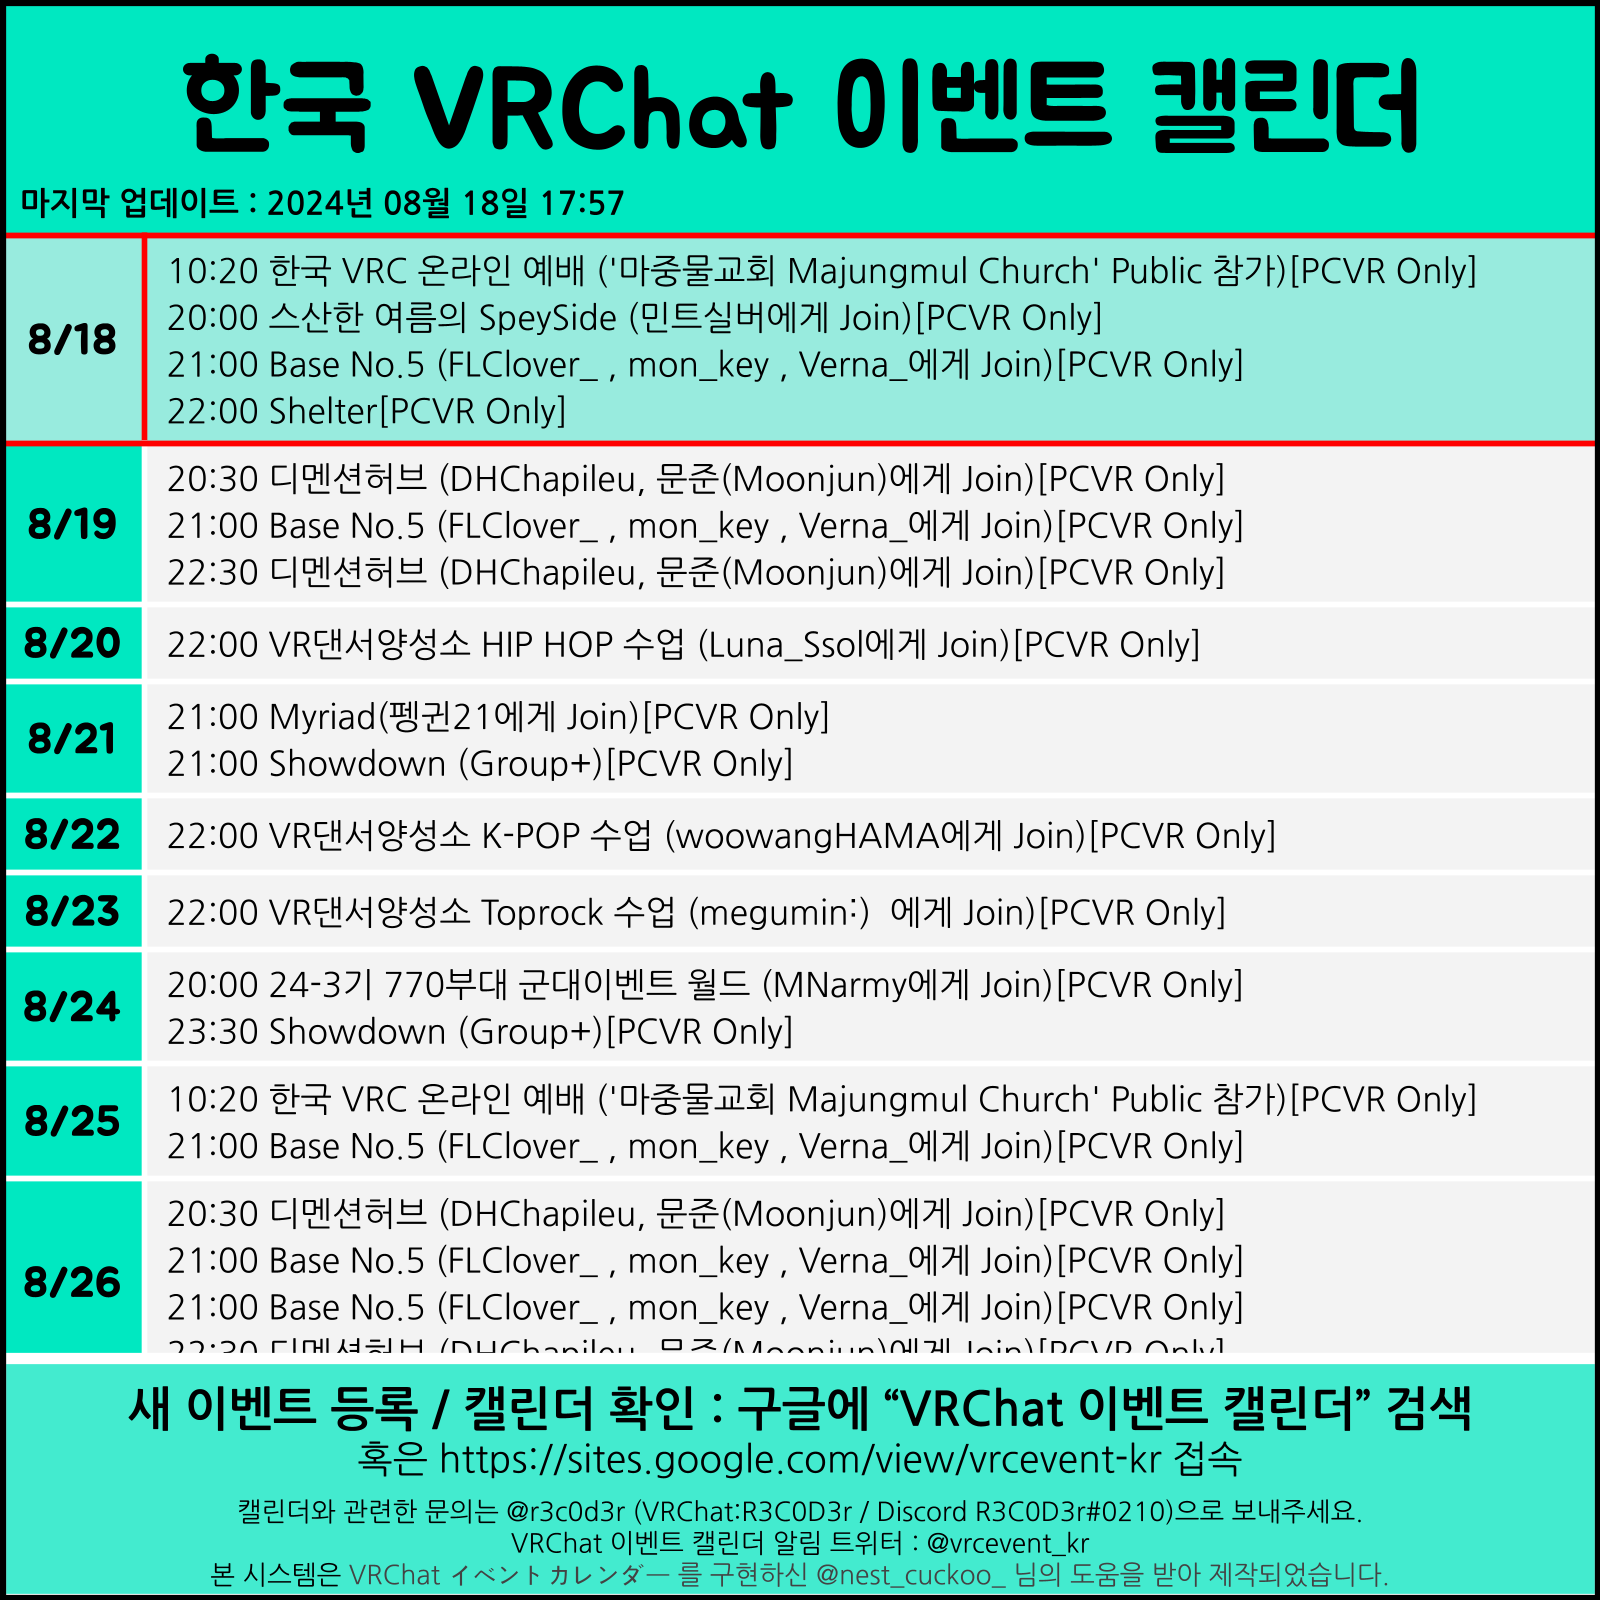 한국 VRChat 이벤트 캘린더
마지막 업데이트 : 2024년 08월 18일 17:57
8/18
10:20 한국 VRC 온라인 예배 ('마중물교회 Majungmul Church' Public 참가)[PCVR Only]
20:00 스산한 여름의 SpeySide (민트실버에게 Join)[PCVR Only]
21:00 Base No.5 (FLClover_ , mon_key , Verna_에게 Join)[PCVR Only]
22:00 Shelter[PCVR Only]
8/19
20:30 디멘션허브 (DHChapileu, 문준(Moonjun)에게 Join)[PCVR Only]
21:00 Base No.5 (FLClover_ , mon_key , Verna_에게 Join)[PCVR Only]
22:30 디멘션허브 (DHChapileu, 문준(Moonjun)에게 Join)[PCVR Only]
8/20
22:00 VR댄서양성소 HIP HOP 수업 (Luna_Ssol에게 Join)[PCVR Only]
8/21
21:00 Myriad(펭귄21에게 Join)[PCVR Only]
21:00 Showdown (Group+)[PCVR Only]
8/22
22:00 VR댄서양성소 K-POP 수업 (woowangHAMA에게 Join)[PCVR Only]
8/23
22:00 VR댄서양성소 Toprock 수업 (megumin:)  에게 Join)[PCVR Only]
8/24
20:00 24-3기 770부대 군대이벤트 월드 (MNarmy에게 Join)[PCVR Only]
23:30 Showdown (Group+)[PCVR Only]
8/25
10:20 한국 VRC 온라인 예배 ('마중물교회 Majungmul Church' Public 참가)[PCVR Only]
21:00 Base No.5 (FLClover_ , mon_key , Verna_에게 Join)[PCVR Only]
8/26
20:30 디멘션허브 (DHChapileu, 문준(Moonjun)에게 Join)[PCVR Only]
21:00 Base No.5 (FLClover_ , mon_key , Verna_에게 Join)[PCVR Only]
21:00 Base No.5 (FLClover_ , mon_key , Verna_에게 Join)[PCVR Only]
22:30 디멘션허브 (DHChapileu, 문준(Moonjun)에게 Join)[PCVR Only]
새 이벤트 등록 / 캘린더 확인 : 구글에 “VRChat 이벤트 캘린더” 검색
혹은 https://sites.google.com/view/vrcevent-kr 접속
캘린더와 관련한 문의는 @r3c0d3r (VRChat:R3C0D3r / Discord R3C0D3r#0210)으로 보내주세요.
VRChat 이벤트 캘린더 알림 트위터 : @vrcevent_kr
본 시스템은 VRChat イベントカレンダー 를 구현하신 @nest_cuckoo_ 님의 도움을 받아 제작되었습니다.